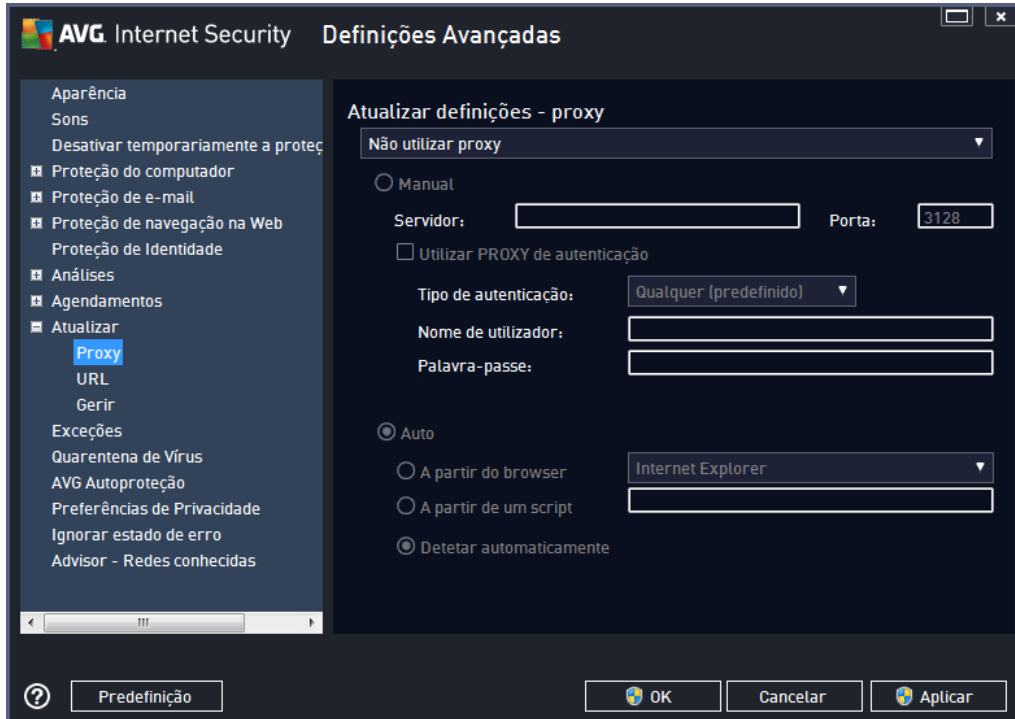 AVG. Internet Security Definições Avançadas
Aparência
Sons
Desativar temporariamente a proteç
Proteção do computador
Proteção de e-mail
Proteção de navegação na Web
Proteção de Identidade
Análises
Agendamentos
Atualizar
Proxy
URL
Gerir
Exceções
Quarentena de Vírus
AVG Autoproteção
Preferências de Privacidade
Ignorar estado de erro
Advisor - Redes conhecidas
Atualizar definições - proxy
Não utilizar proxy
Manual
Servidor: Porta: 3128
Utilizar PROXY de autenticação
Tipo de autenticação: Qualquer (predefinido)
Nome de utilizador:
Palavra-passe:
Auto
A partir do browser Internet Explorer
A partir de um script
Detetar automaticamente
Predefinição OK Cancelar Aplicar